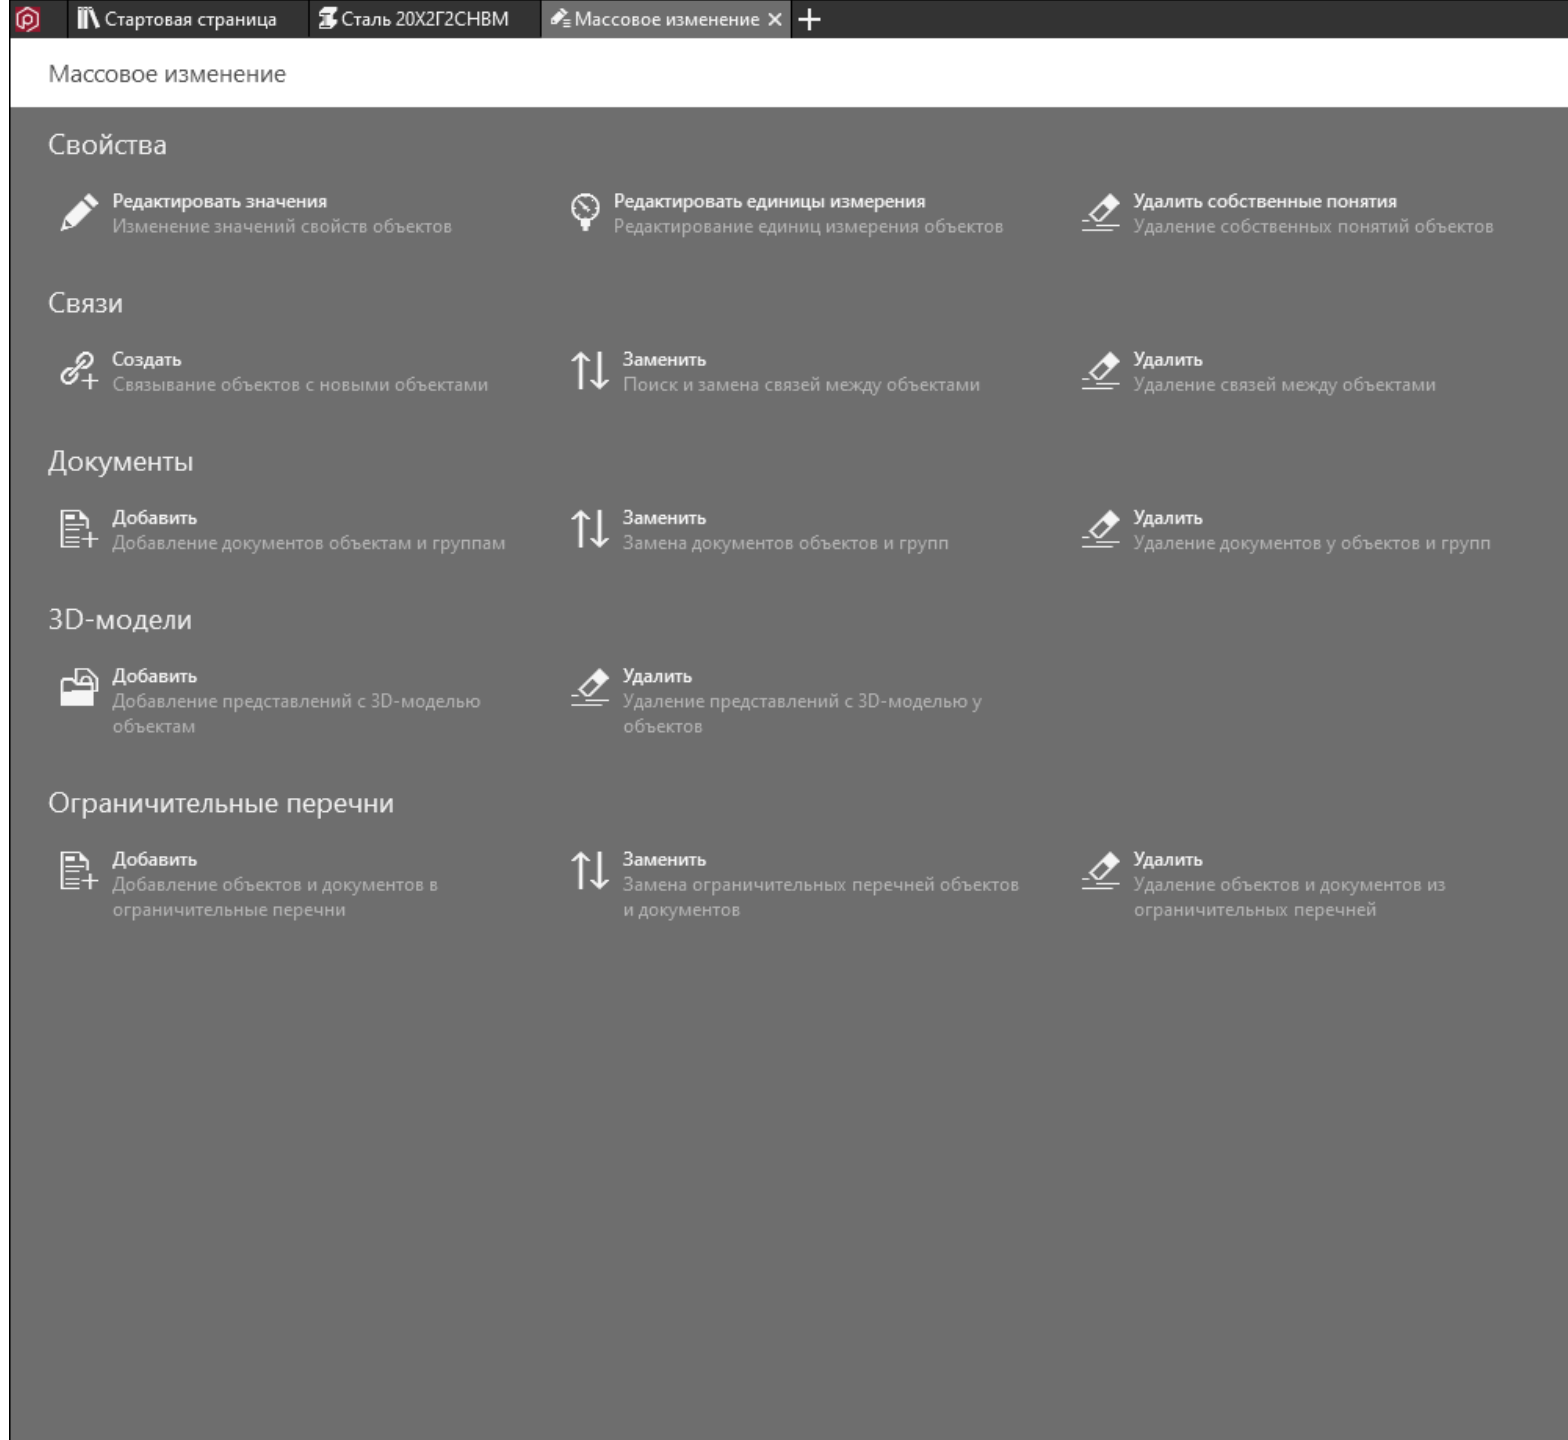 Стартовая страница
Сталь 20Х2Г2СНВМ
Массовое изменение
Массовое изменение
Свойства
Редактировать значения
Изменение значений свойств объектов
Редактировать единицы измерения
Редактирование единиц измерения объектов
Удалить собственные понятия
Удаление собственных понятий объектов
Связи
Создать
Связывание объектов с новыми объектами
Заменить
Поиск и замена связей между объектами
Удалить
Удаление связей между объектами
Документы
Добавить
Добавление документов объектам и группам
Заменить
Замена документов объектов и групп
Удалить
Удаление документов у объектов и групп
3D-модели
Добавить
Добавление представлений с 3D-моделью
объектам
Удалить
Удаление представлений с 3D-моделью у
объектов
Ограничительные перечни
Добавить
Добавление объектов и документов в
ограничительные перечни
Заменить
Замена ограничительных перечней объектов
и документов
Удалить
Удаление объектов и документов из
ограничительных перечней